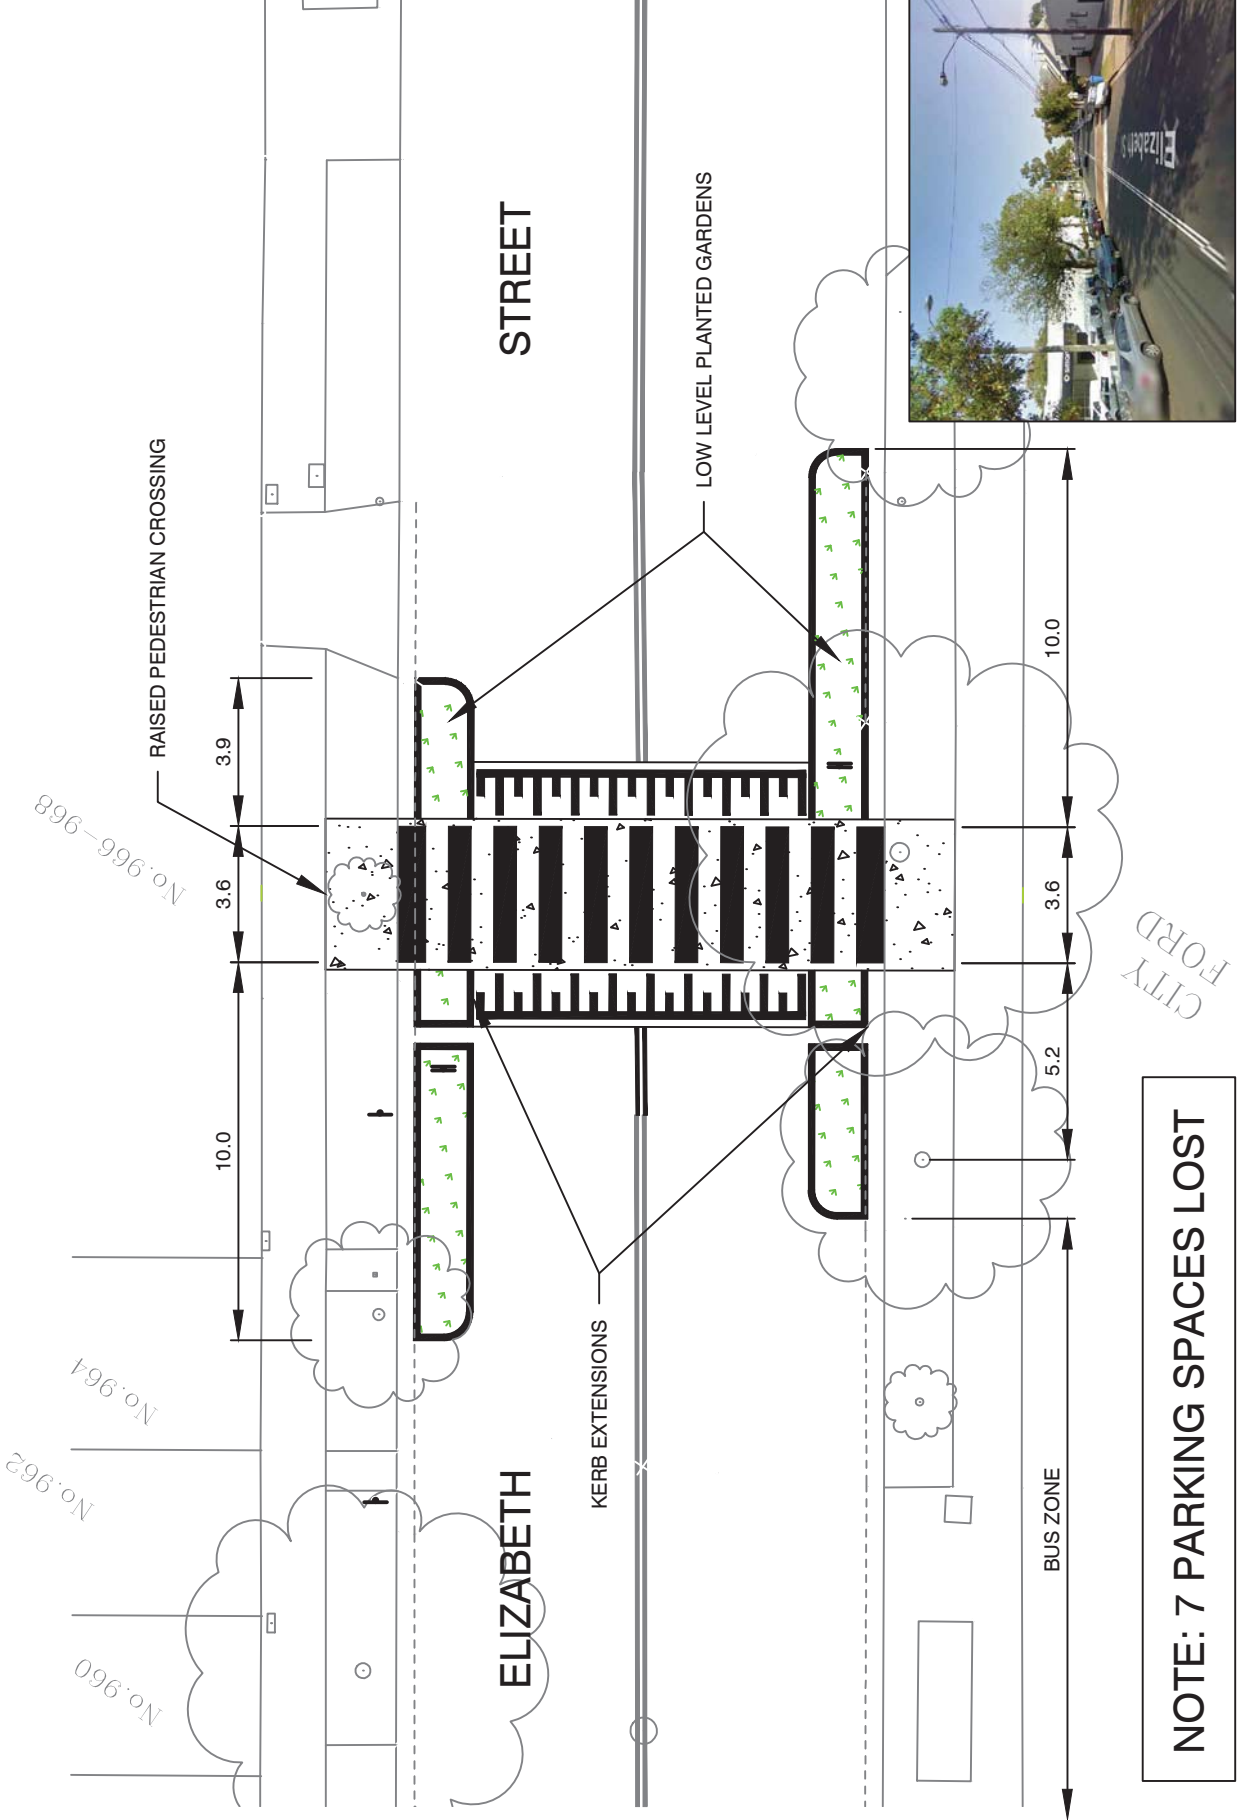 No.966-968
No.964
No.962
No.960
RAISED PEDESTRIAN CROSSING
10.0
3.6
3.9
ELIZABETH STREET
Elizabeth S
KERB EXTENSIONS
LOW LEVEL PLANTED GARDENS
BUS ZONE
5.2
3.6
10.0
CITY
FORD
NOTE: 7 PARKING SPACES LOST